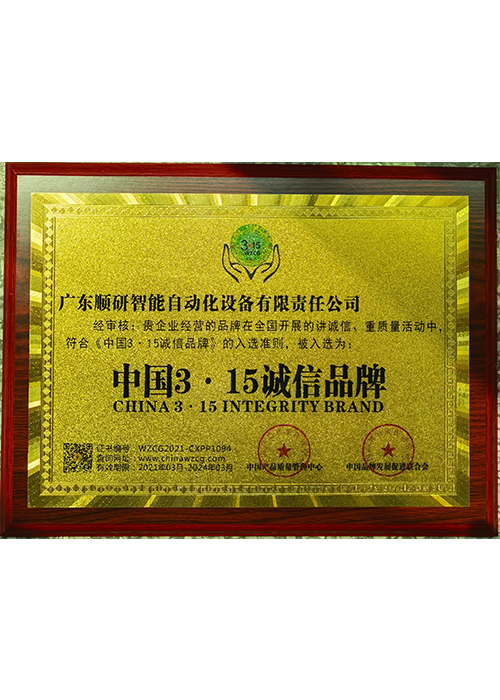 3·15
WZCG
广东顺研智能自动化设备有限责任公司
经审核:贵企业经营的品牌在全国开展的讲诚信、重质量活动中,
符合《中国3·15诚信品牌》的入选准则,被入选为:
中国3·15诚信品牌
CHINA 3·15 INTEGRITY BRAND
证书编号: WZCG2021-CXPP1094
查询网址: www.chinawzcg.com
有效期限: 2021年03月-2024年03月
中国产品质量管理中心
中国品牌发展促进联合会